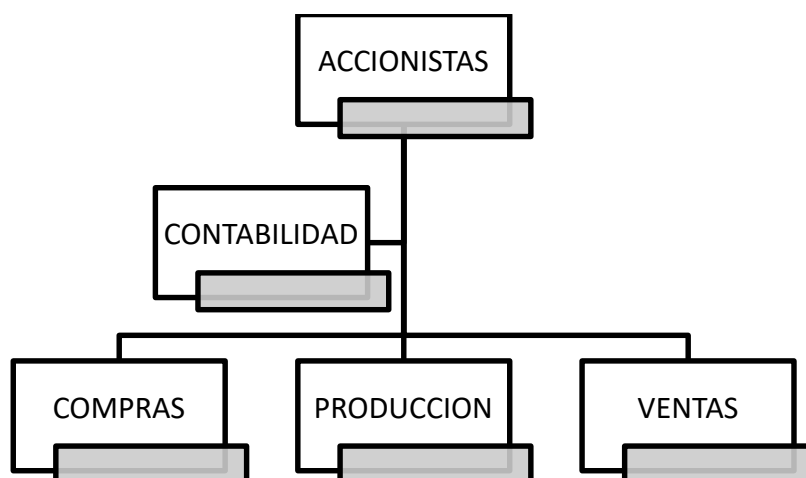 ACCIONISTAS
CONTABILIDAD
COMPRAS
PRODUCCION
VENTAS